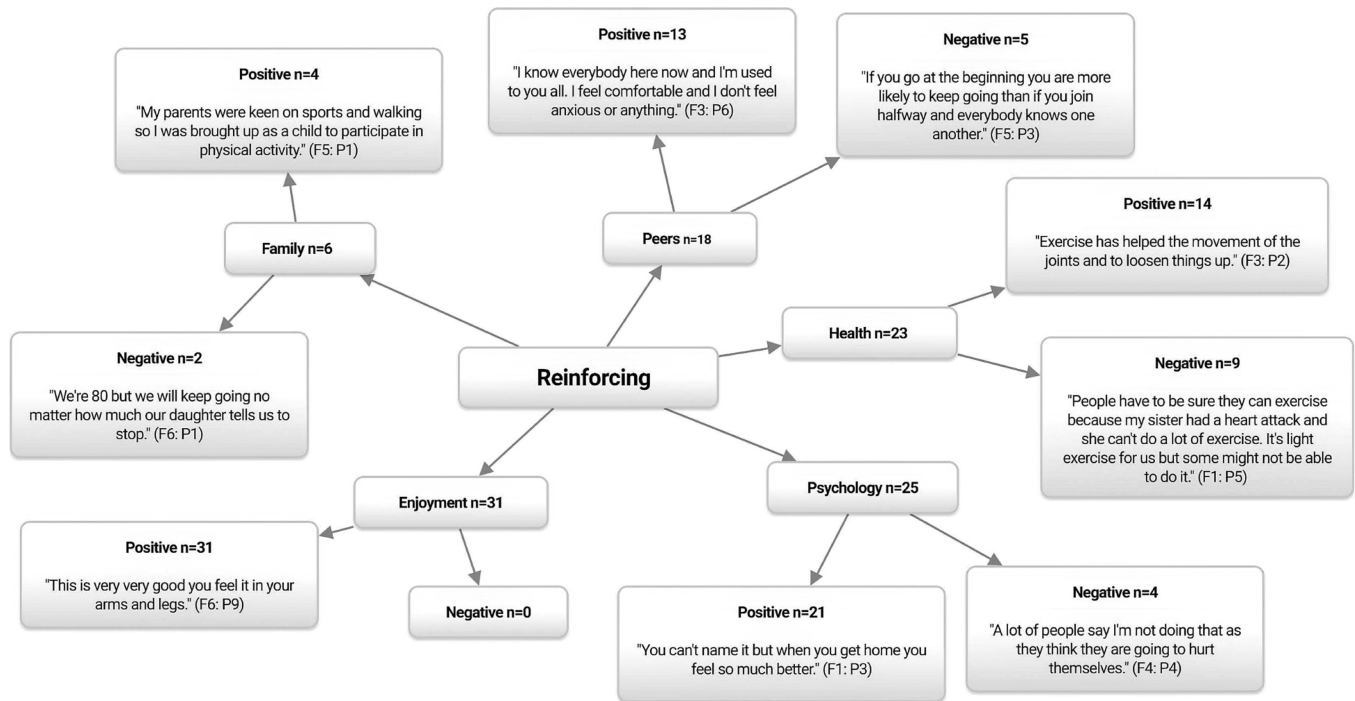 Positive n=13
"I know everybody here now and I'm used
to you all. I feel comfortable and I don't feel
anxious or anything." (F3: P6)
Negative n=5
"If you go at the beginning you are more
likely to keep going than if you join
halfway and everybody knows one
another." (F5: P3)
Positive n=4
"My parents were keen on sports and walking
so I was brought up as a child to participate in
physical activity." (F5: P1)
Positive n=14
"Exercise has helped the movement of the
joints and to loosen things up." (F3: P2)
Family n=6
Peers n=18
Health n=23
Negative n=2
"We're 80 but we will keep going no
matter how much our daughter tells us to
stop." (F6: P1)
Reinforcing
Negative n=9
"People have to be sure they can exercise
because my sister had a heart attack and
she can't do a lot of exercise. It's light
exercise for us but some might not be able
to do it." (F1: P5)
Enjoyment n=31
Psychology n=25
Positive n=31
"This is very very good you feel it in your
arms and legs." (F6: P9)
Negative n=0
Positive n=21
"You can't name it but when you get home you
feel so much better." (F1: P3)
Negative n=4
"A lot of people say I'm not doing that as
they think they are going to hurt
themselves." (F4: P4)